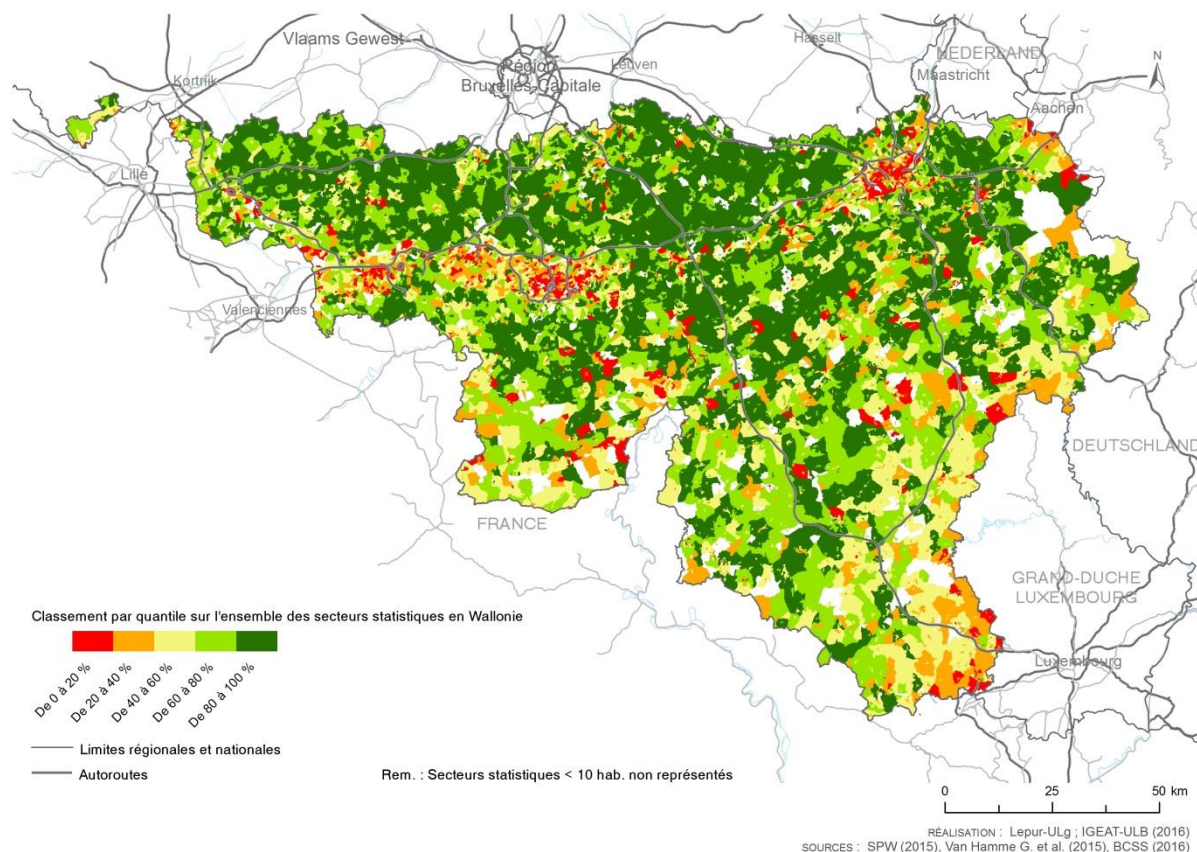 Vlaams Gewest
Hasselt
NEDERLAND
Maastricht
N
Kortrijk
Région
Bruxelles-Capitale
Leuven
Aachen
Lille
Valenciennes
DEUTSCHLAND
FRANCE
GRAND-DUCHE
LUXEMBOURG
Luxembourg
Classement par quantile sur l'ensemble des secteurs statistiques en Wallonie
De 0 à 20 %
De 20 à 40 %
De 40 à 60 %
De 60 à 80 %
De 80 à 100 %
Limites régionales et nationales
Autoroutes
Rem. : Secteurs statistiques < 10 hab. non représentés
0 25 50 km
RÉALISATION : Lepur-ULg ; IGEAT-ULB (2016)
SOURCES : SPW (2015), Van Hamme G. et al. (2015), BCSS (2016)